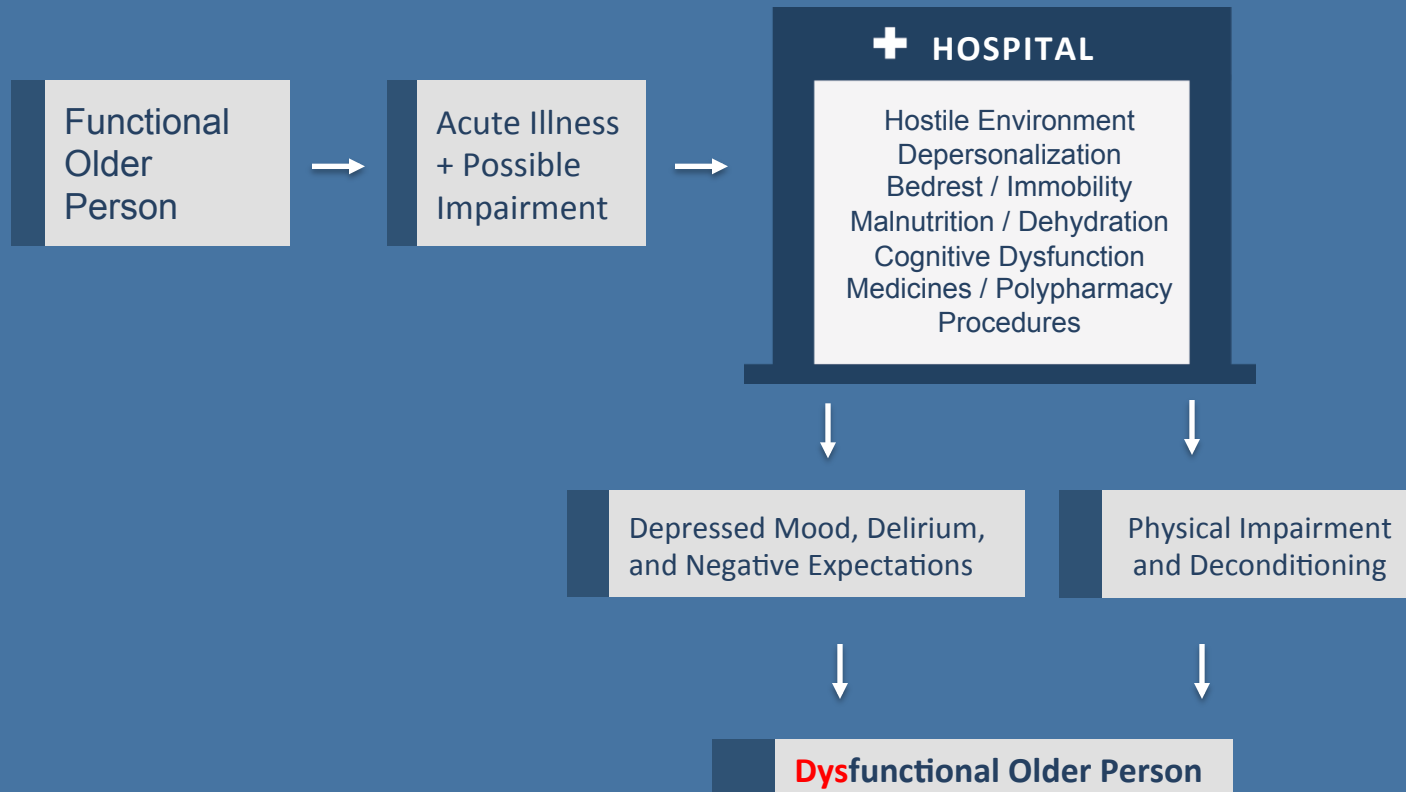 Functional
Older
Person
Acute Illness
+ Possible
Impairment
HOSPITAL
Hostile Environment
Depersonalization
Bedrest / Immobility
Malnutrition / Dehydration
Cognitive Dysfunction
Medicines / Polypharmacy
Procedures
Depressed Mood, Delirium,
and Negative Expectations
Physical Impairment
and Deconditioning
Dysfunctional Older Person